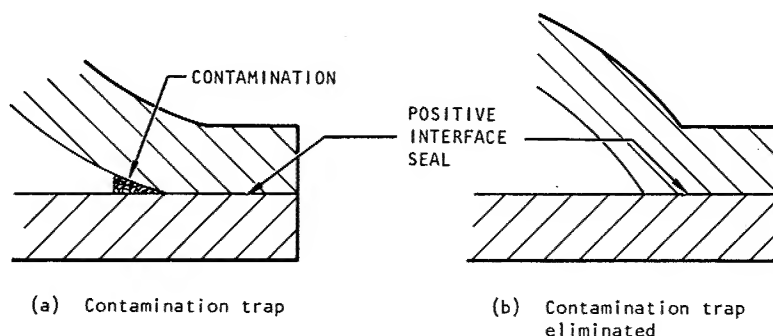 CONTAMINATION
POSITIVE
INTERFACE
SEAL
(a) Contamination trap
(b) Contamination trap
eliminated